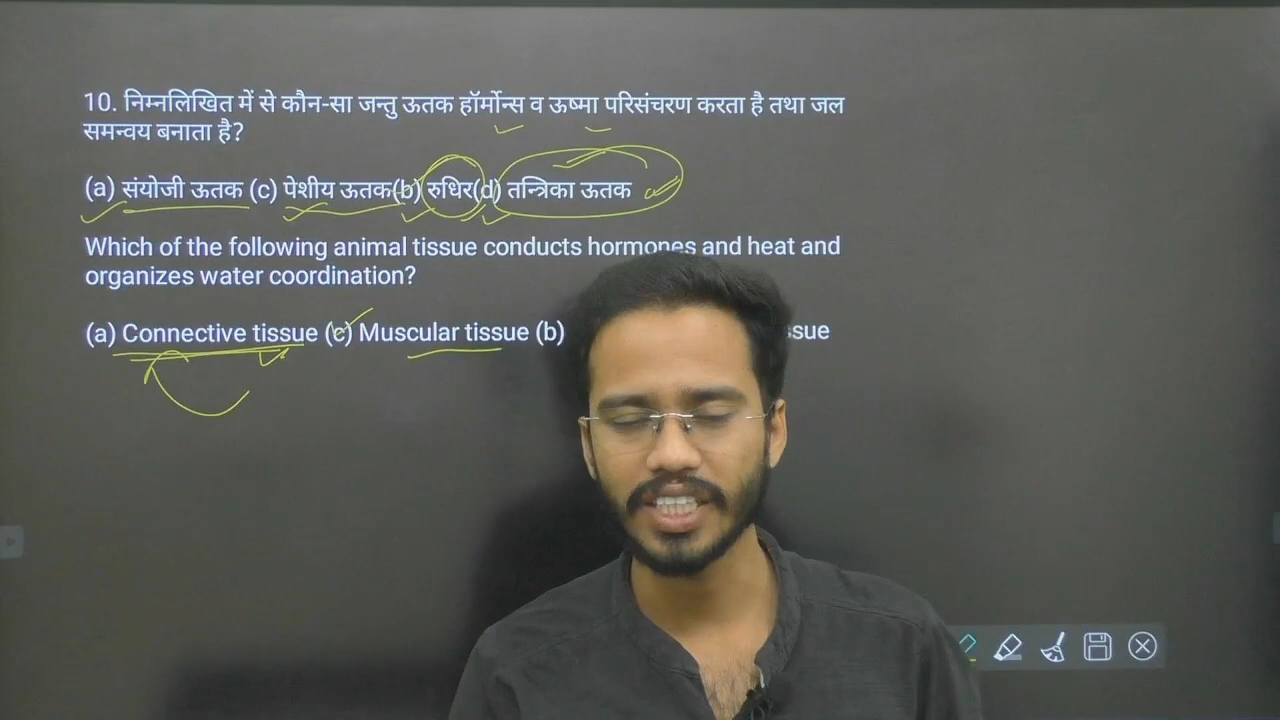 10. निम्नलिखित में से कौन-सा जन्तु ऊतक हॉर्मोन्स व ऊष्मा परिसंचरण करता है तथा जल
समन्वय बनाता है?
(a) संयोजी ऊतक (c) पेशीय ऊतक(b) रुधिर(d) तन्त्रिका ऊतक
Which of the following animal tissue conducts hormones and heat and
organizes water coordination?
(a) Connective tissue (c) Muscular tissue (b) ssue